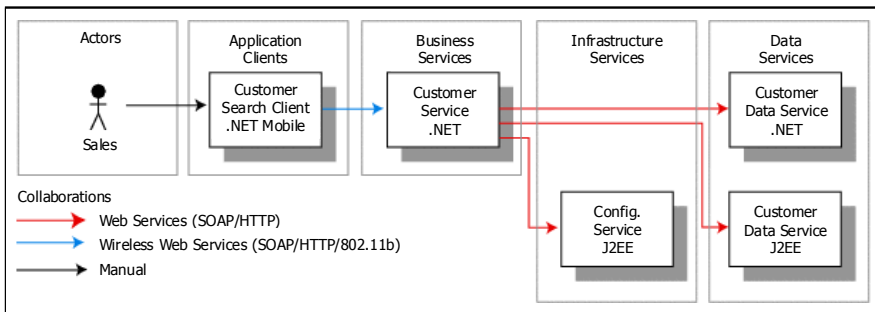 Actors
Application
Clients
Business
Services
Infrastructure
Services
Data
Services
Sales
Customer
Search Client
.NET Mobile
Customer
Service
.NET
Customer
Data Service
.NET
Config.
Service
J2EE
Customer
Data Service
J2EE
Collaborations
Web Services (SOAP/HTTP)
Wireless Web Services (SOAP/HTTP/802.11b)
Manual